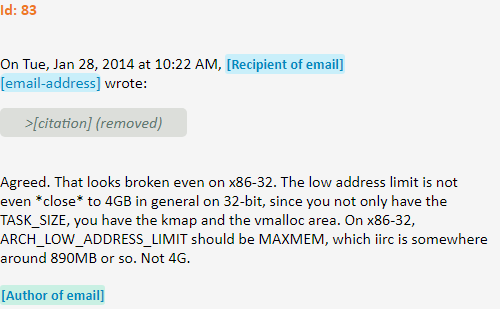 Id: 83
On Tue, Jan 28, 2014 at 10:22 AM, [Recipient of email]
[email-address] wrote:
>[citation] (removed)
Agreed. That looks broken even on x86-32. The low address limit is not
even *close* to 4GB in general on 32-bit, since you not only have the
TASK_SIZE, you have the kmap and the vmalloc area. On x86-32,
ARCH_LOW_ADDRESS_LIMIT should be MAXMEM, which iirc is somewhere
around 890MB or so. Not 4G.
[Author of email]